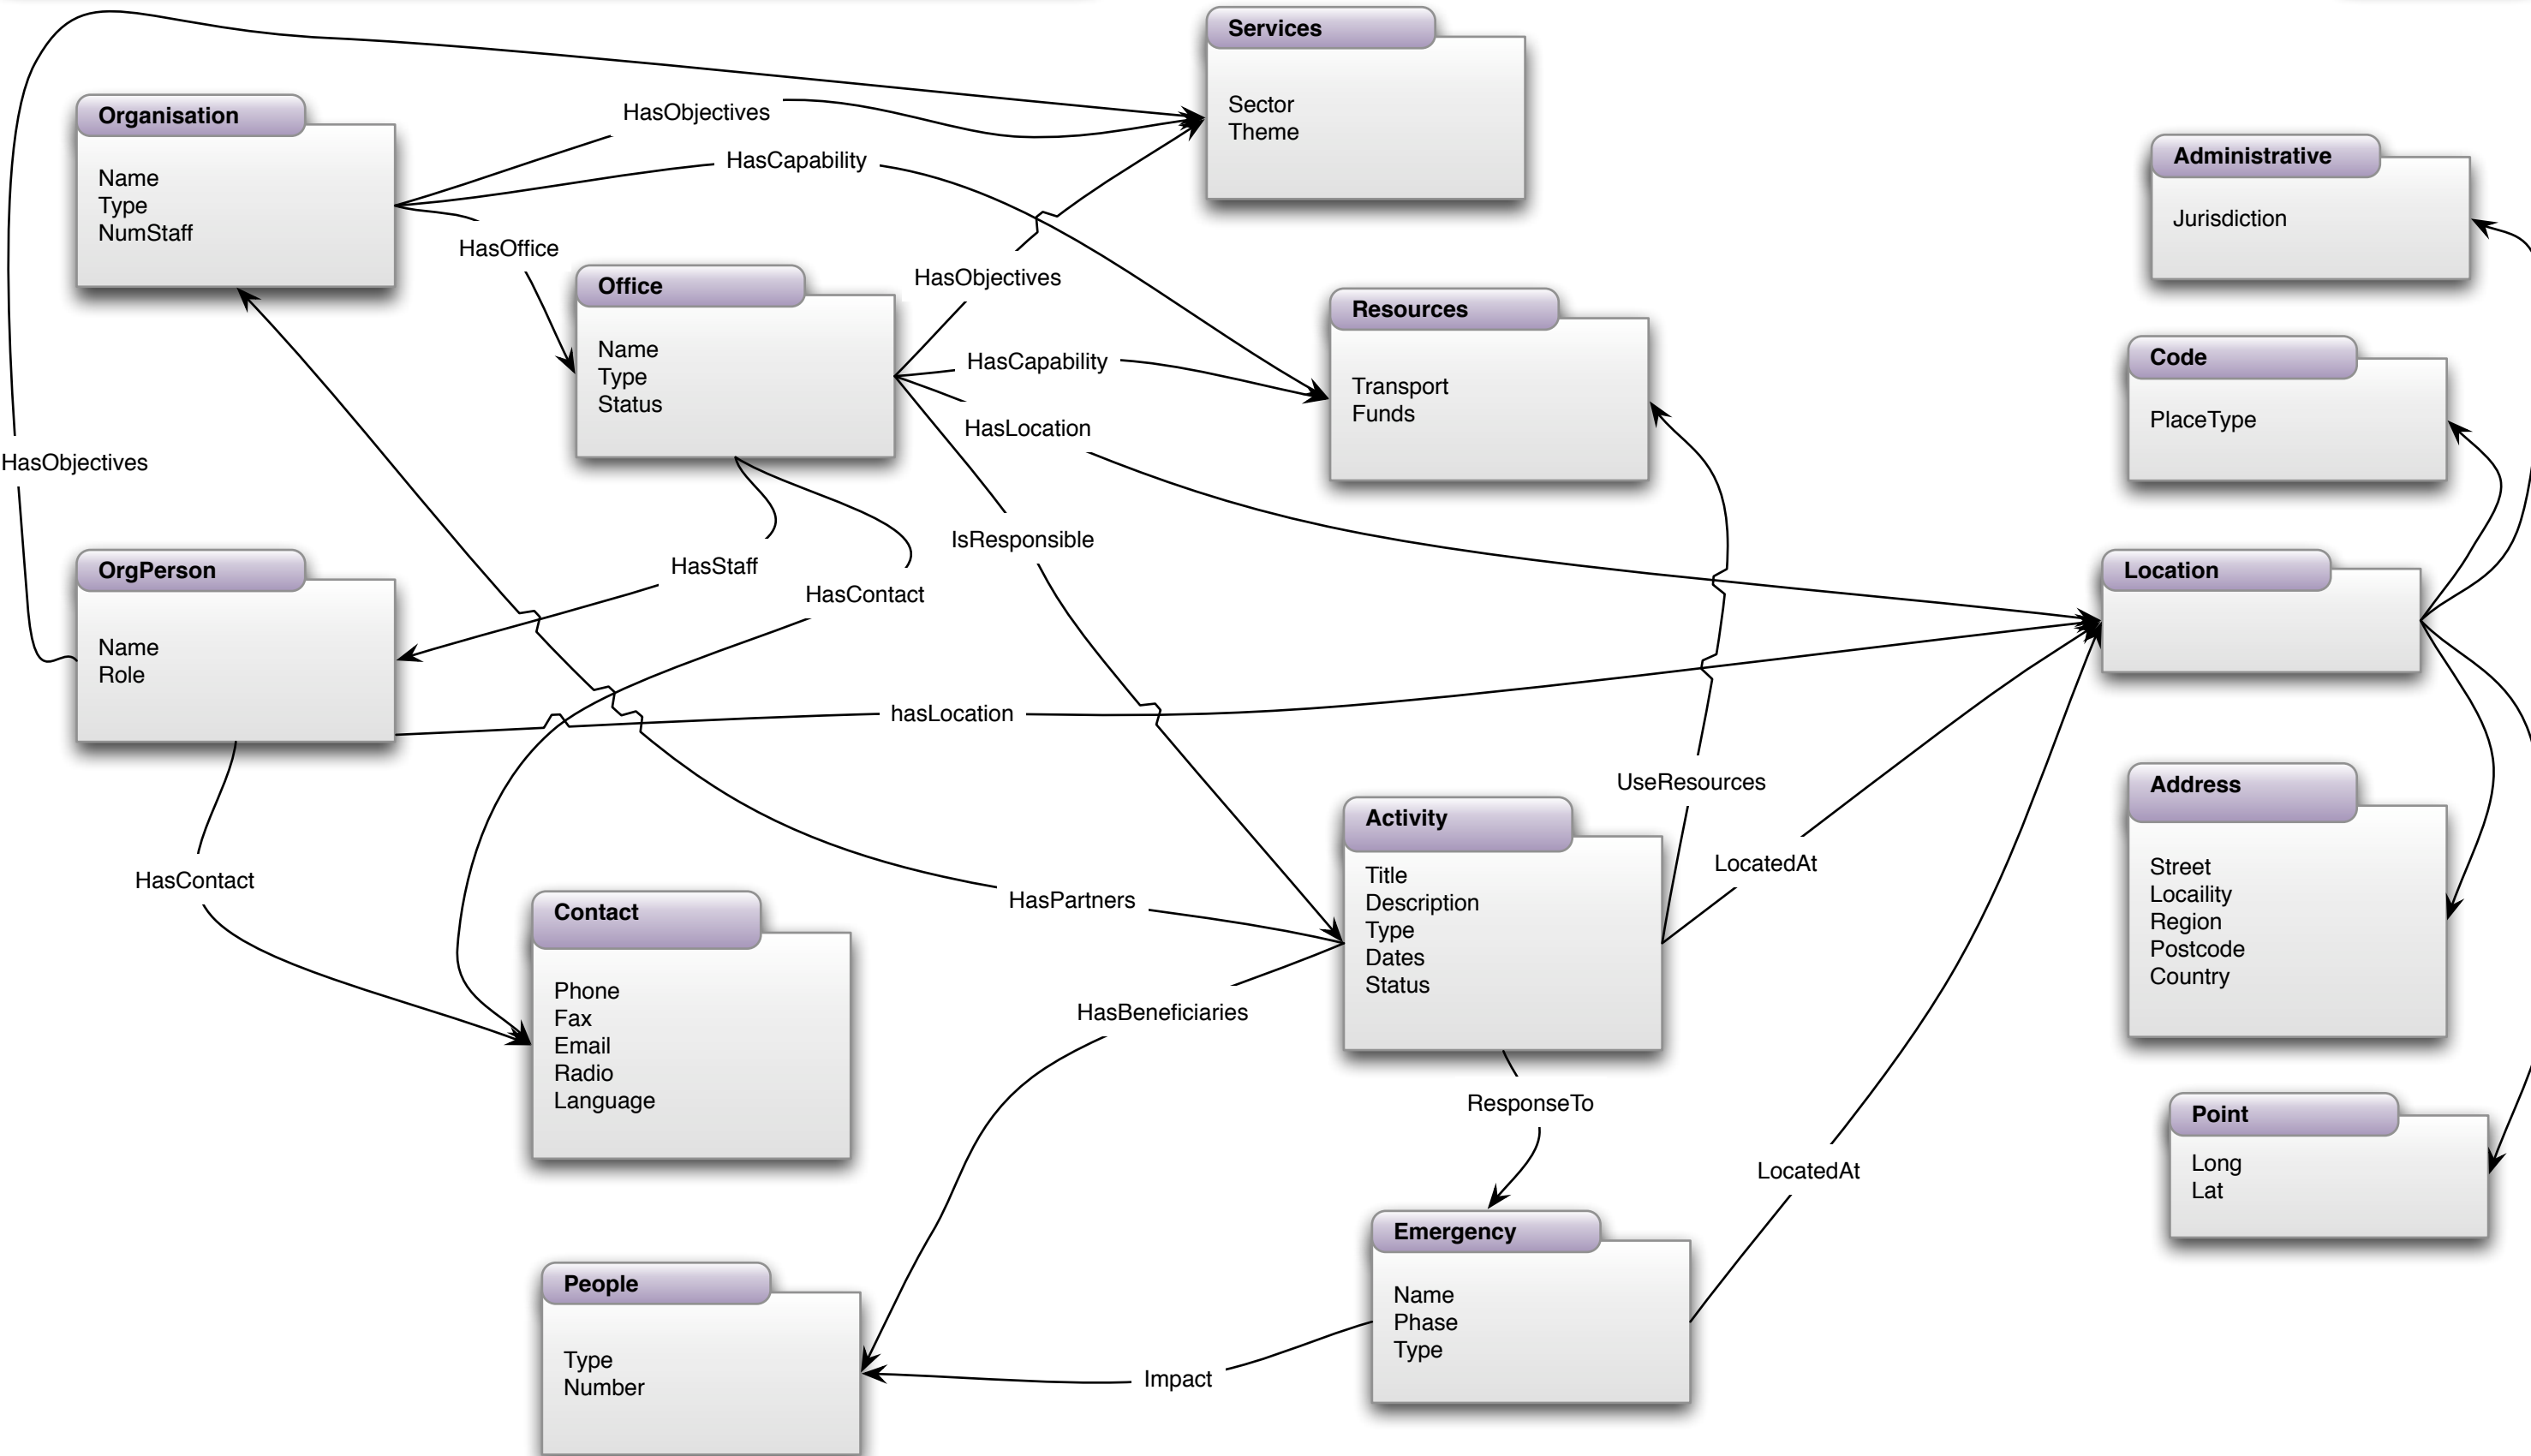 Services
Sector
Theme
Organisation
Name
Type
NumStaff
HasObjectives
HasCapability
HasOffice
Office
Name
Type
Status
HasObjectives
HasCapability
HasLocation
IsResponsible
Resources
Transport
Funds
Administrative
Jurisdiction
Code
PlaceType
HasObjectives
HasStaff
HasContact
OrgPerson
Name
Role
hasLocation
Location
HasContact
Contact
Phone
Fax
Email
Radio
Language
HasPartners
UseResources
LocatedAt
Activity
Title
Description
Type
Dates
Status
Address
Street
Locaility
Region
Postcode
Country
HasBeneficiaries
ResponseTo
LocatedAt
Point
Long
Lat
Emergency
Name
Phase
Type
People
Type
Number
Impact